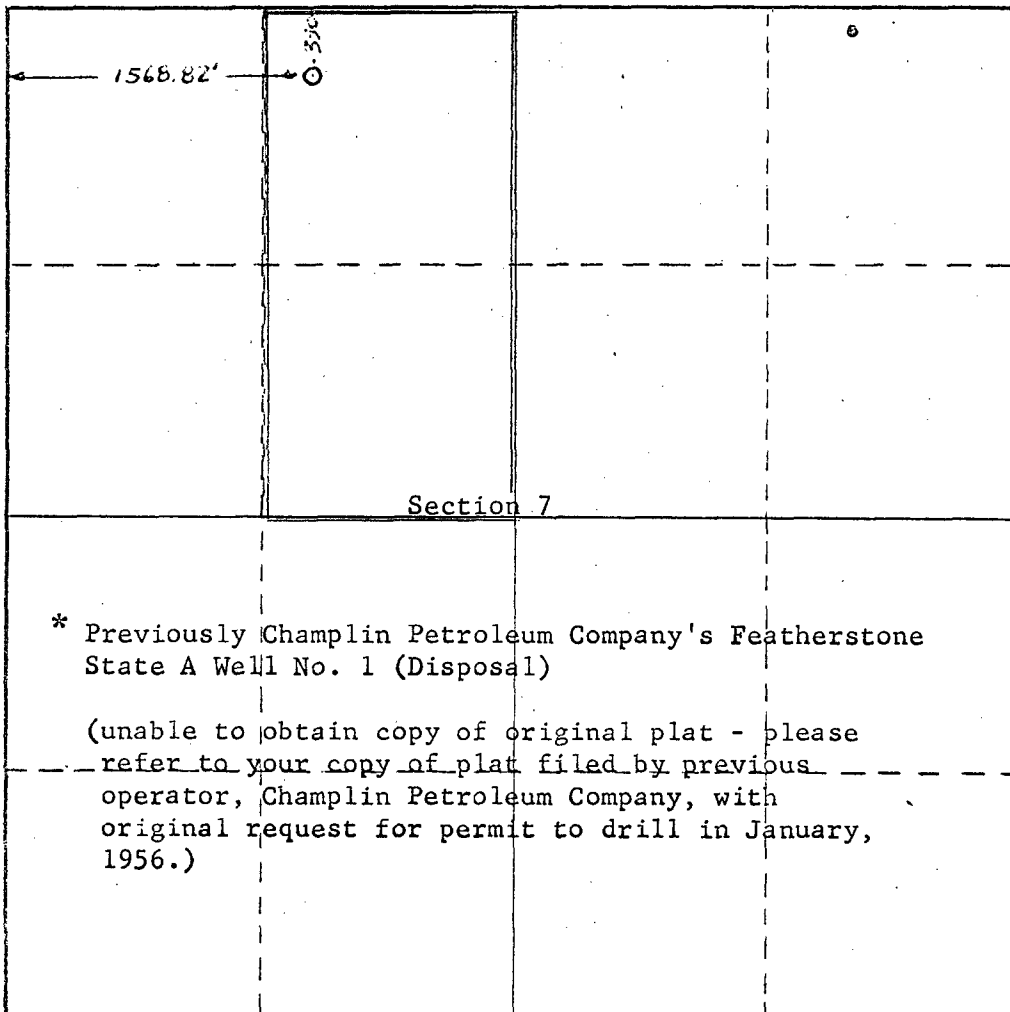 330
1568.82'
Section 7
* Previously Champlin Petroleum Company's Featherstone
State A Well No. 1 (Disposal)
(unable to obtain copy of original plat - please
refer to your copy of plat filed by previous
operator, Champlin Petroleum Company, with
original request for permit to drill in January,
1956.)